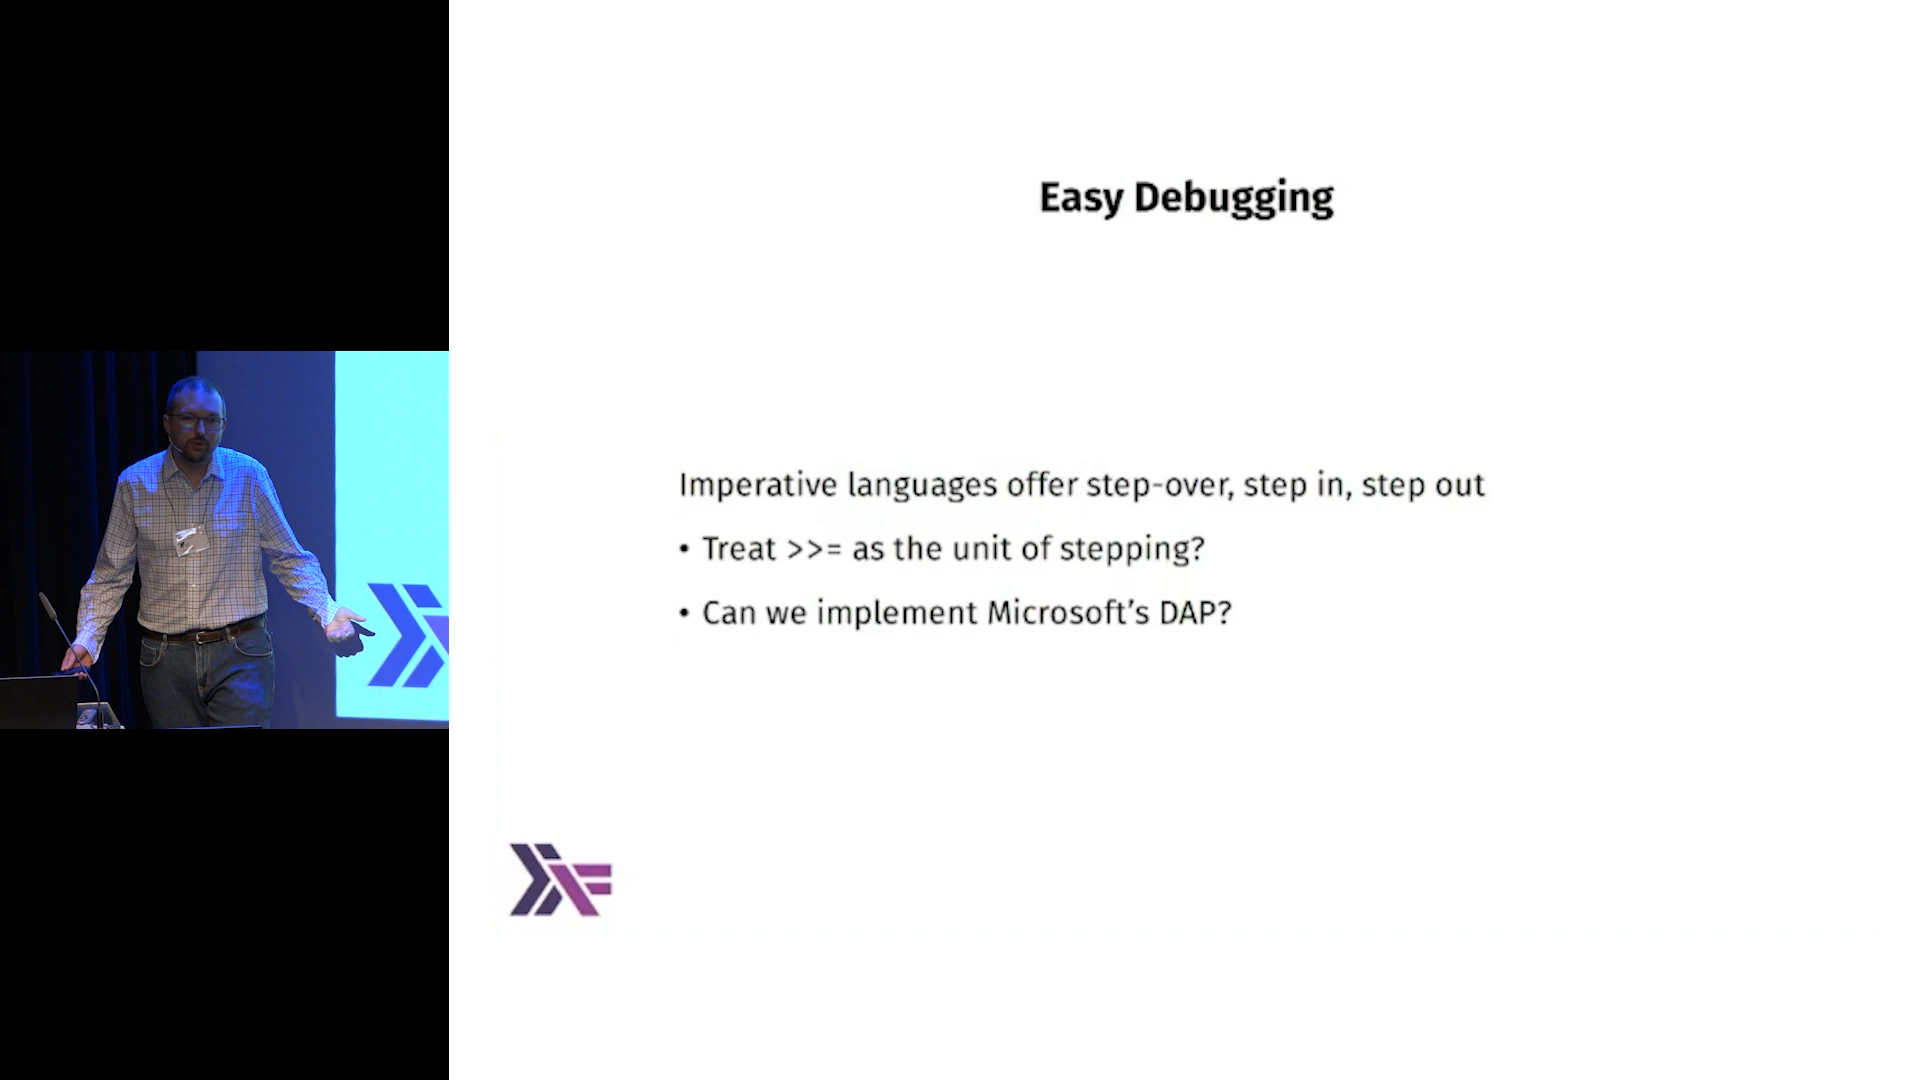 Easy Debugging
Imperative languages offer step-over, step in, step out
• Treat >>= as the unit of stepping?
• Can we implement Microsoft’s DAP?